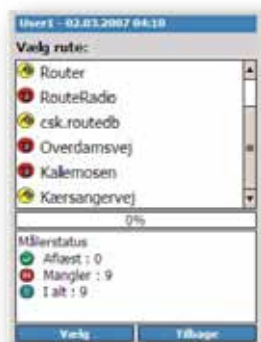 User1 - 02.03.2007 04:10
Vælg rute:
Router
RouteRadio
csk.routedb
Overdamsvej
Kallemosen
Kærsangervej
0%
Målerstatus
Aflæst : 0
Mangler : 9
I alt : 9
Vælg
Tilbage